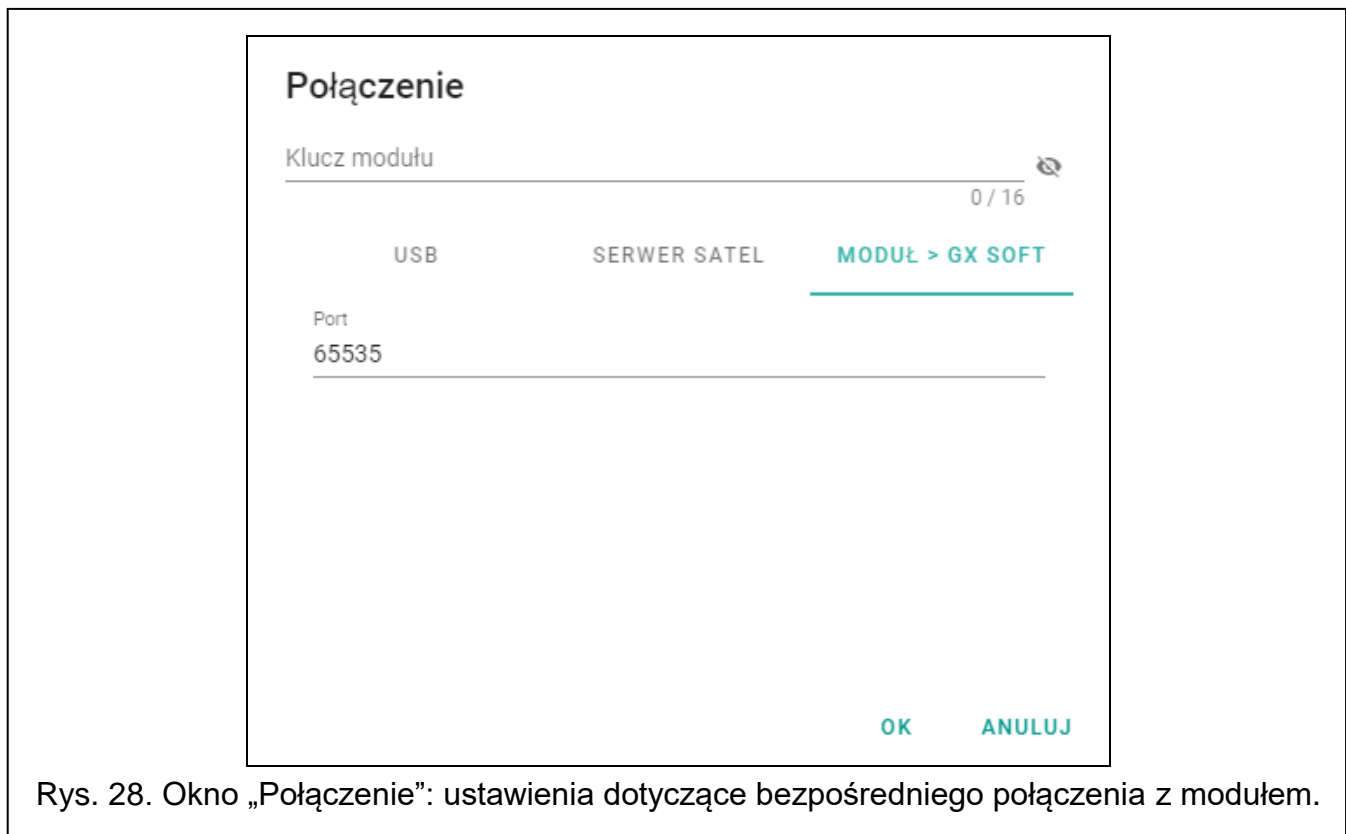 Połączenie
Klucz modułu
0 / 16
USB SERWER SATEL MODUŁ > GX SOFT
Port
65535
OK ANULUJ
Rys. 28. Okno „Połączenie”: ustawienia dotyczące bezpośredniego połączenia z modułem.